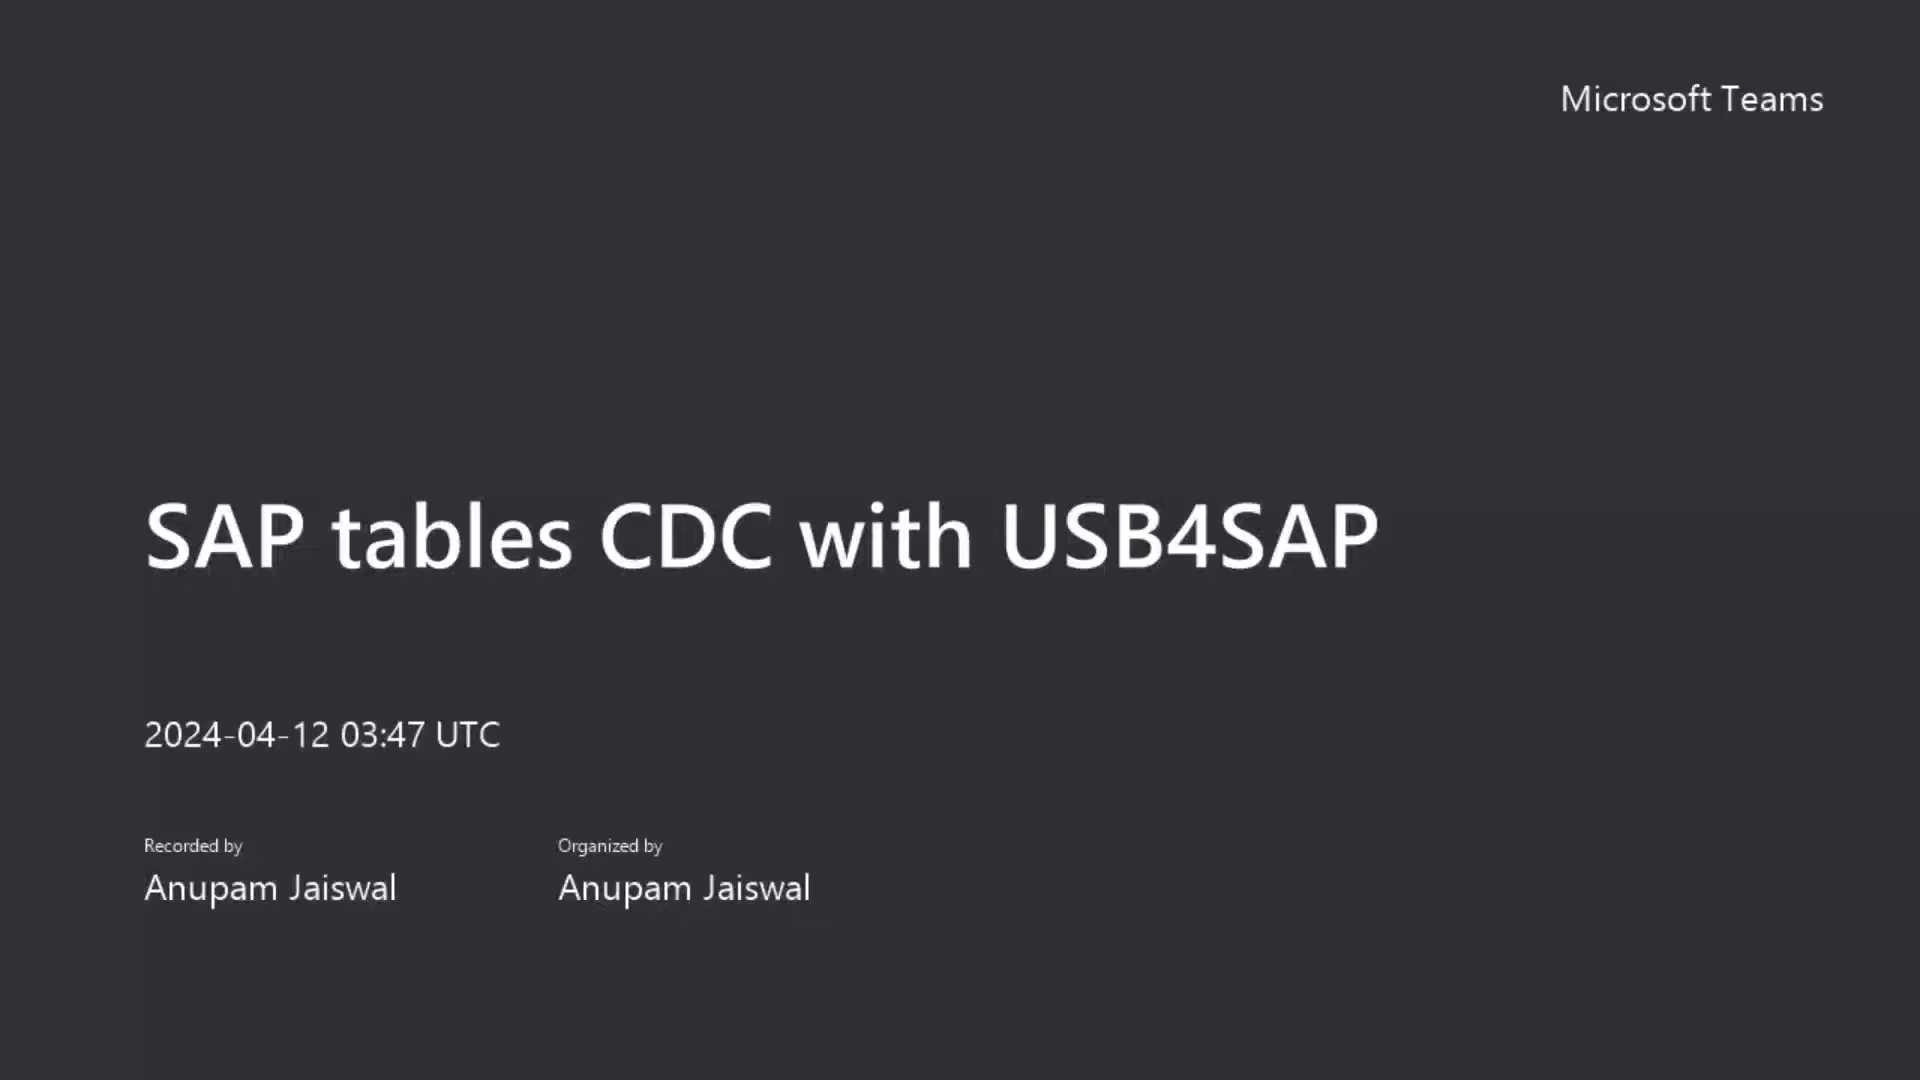 Microsoft Teams
SAP tables CDC with USB4SAP
2024-04-12 03:47 UTC
Recorded by
Anupam Jaiswal
Organized by
Anupam Jaiswal